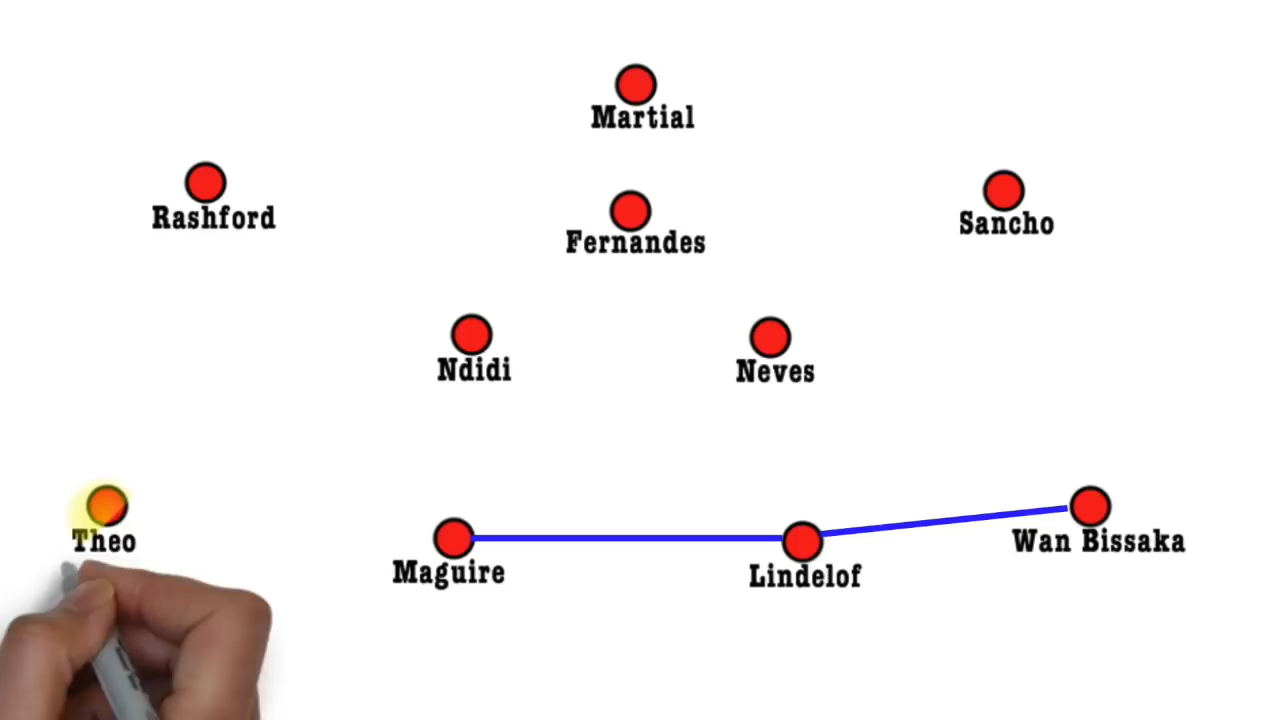 Martial
Rashford
Sancho
Fernandes
Ndidi
Neves
Theo
Wan Bissaka
Maguire
Lindelof